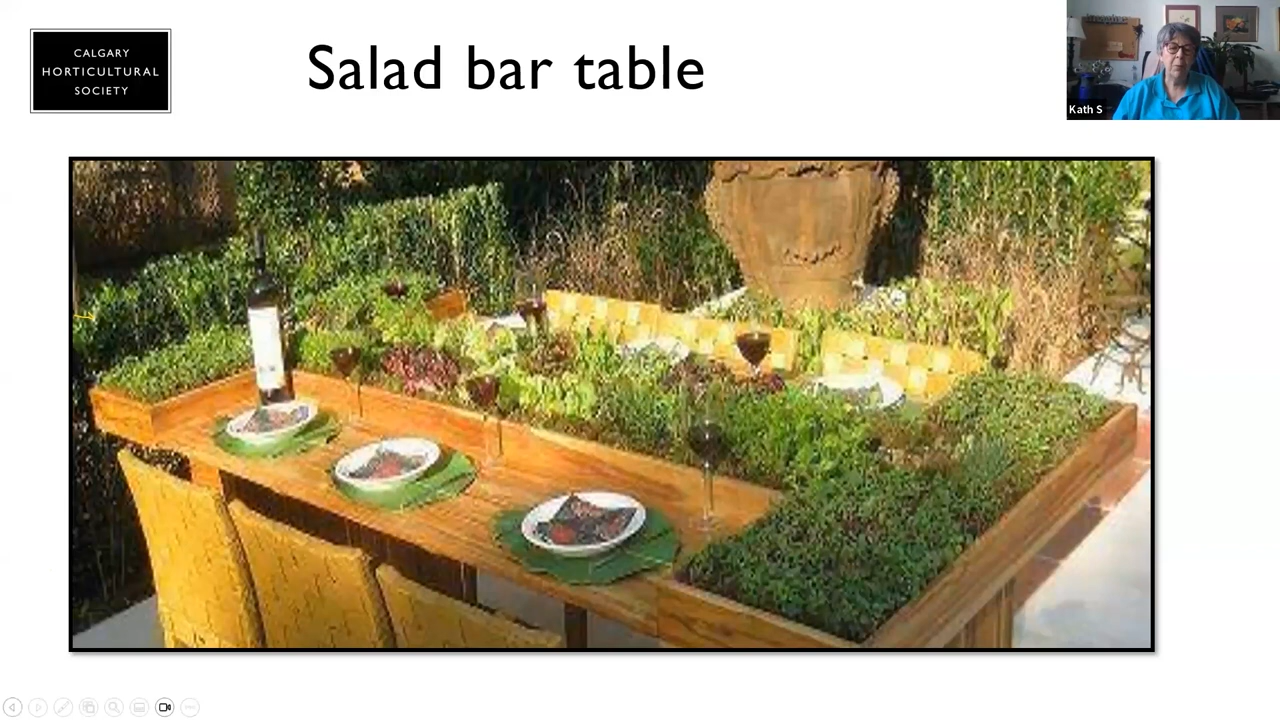 CALGARY
HORTICULTURAL
SOCIETY
Salad bar table
Kath S